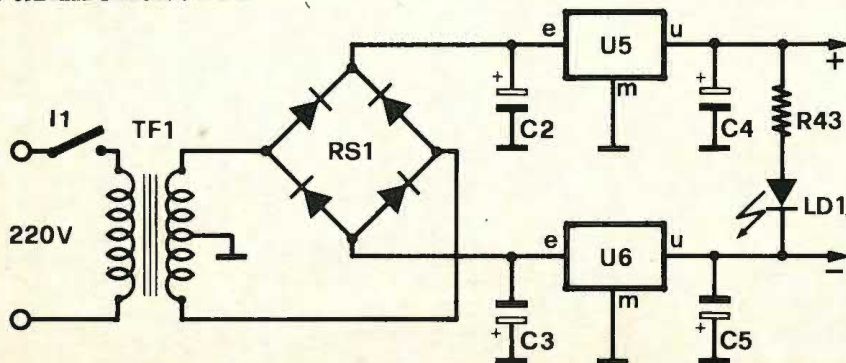 e
U5
u
+
+
+
I1
TF1
m
C2
C4
R43
RS1
LD1
220V
e
U6
u
-
m
+
C3
+
C5